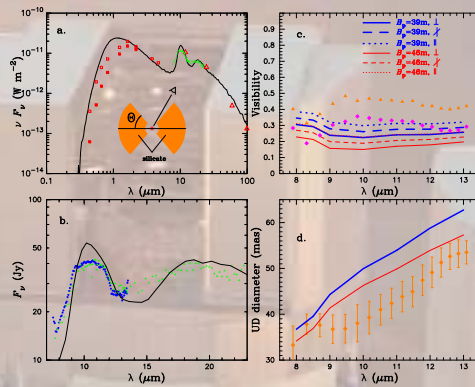 a.
10⁻¹⁰
10⁻¹¹
10⁻¹²
10⁻¹³
10⁻¹⁴
ν F_ν (W m⁻²)
Θ
silicate
0.1 1 10 100
λ (μm)
b.
100
40
20
10
F_ν (Jy)
10 15 20
λ (μm)
c.
B_p=39m, ⊥
B_p=39m,
B_p=39m, ∥
B_p=46m, ⊥
B_p=46m,
B_p=46m, ∥
1
0.9
0.8
0.7
0.6
0.5
0.4
0.3
0.2
0.1
0
Visibility
8 9 10 11 12 13
λ (μm)
d.
60
50
40
30
UD diameter (mas)
8 9 10 11 12 13
λ (μm)